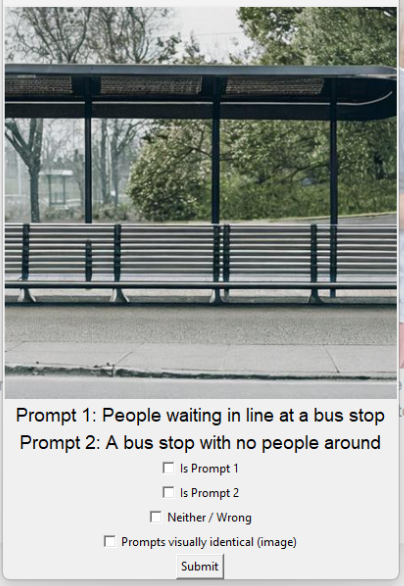 Prompt 1: People waiting in line at a bus stop
Prompt 2: A bus stop with no people around
Is Prompt 1
Is Prompt 2
Neither / Wrong
Prompts visually identical (image)
Submit